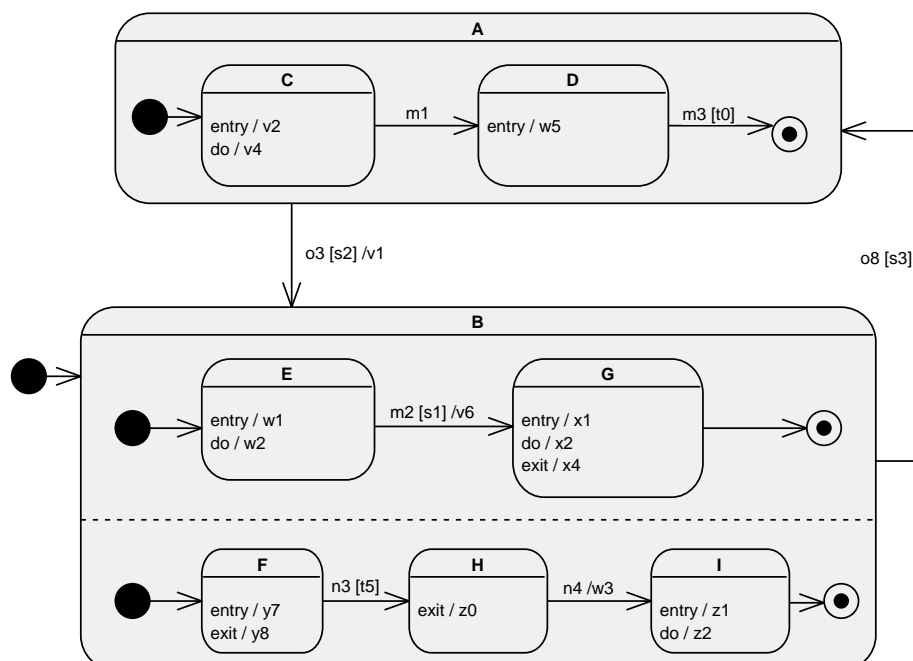 A
C
entry / v2
do / v4
m1
D
entry / w5
m3 [t0]
o3 [s2] /v1
o8 [s3]
B
E
entry / w1
do / w2
m2 [s1] /v6
G
entry / x1
do / x2
exit / x4
F
entry / y7
exit / y8
n3 [t5]
H
exit / z0
n4 /w3
I
entry / z1
do / z2